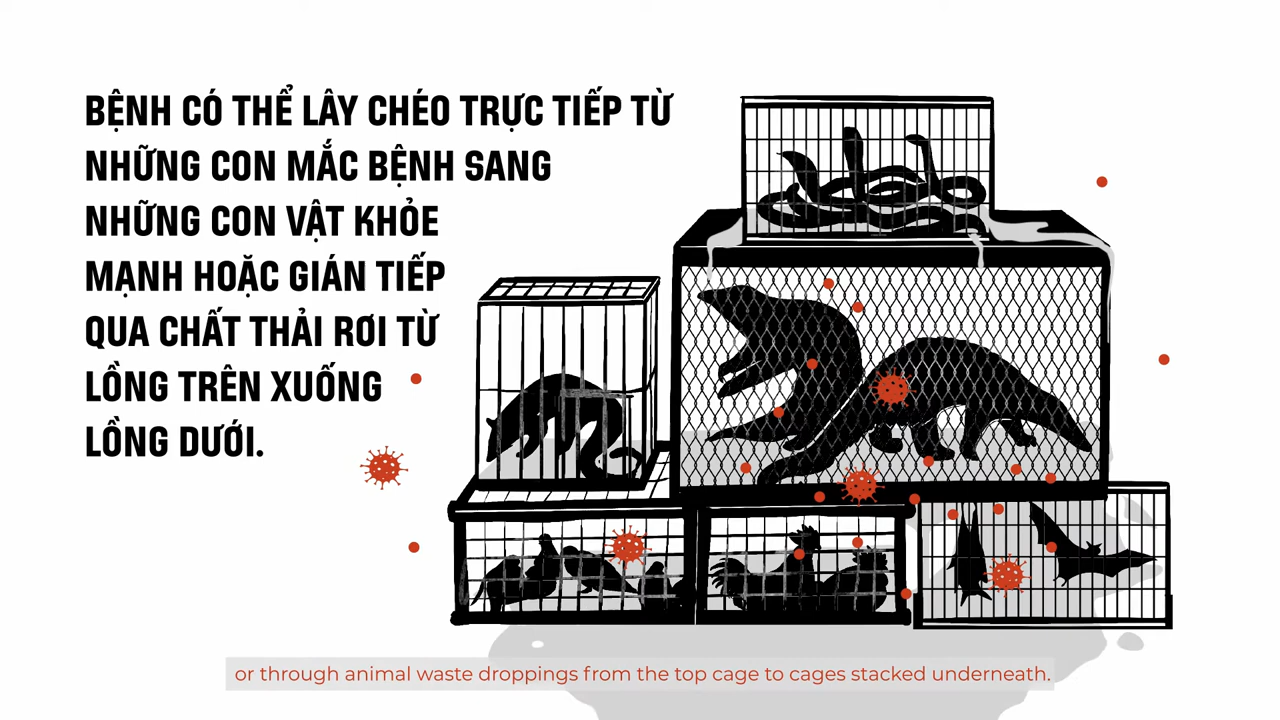 BỆNH CÓ THỂ LÂY CHÉO TRỰC TIẾP TỪ
NHỮNG CON MẮC BỆNH SANG
NHỮNG CON VẬT KHỎE
MẠNH HOẶC GIÁN TIẾP
QUA CHẤT THẢI RƠI TỪ
LỒNG TRÊN XUỐNG
LỒNG DƯỚI.
or through animal waste droppings from the top cage to cages stacked underneath.